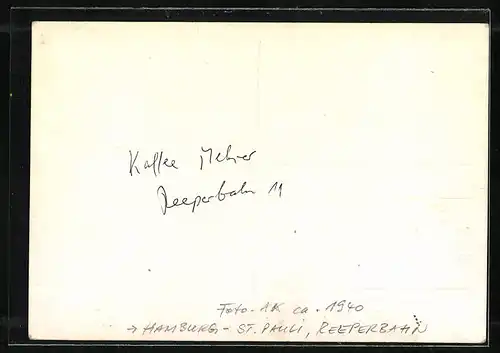 Kaffee Mehrer
Reeperbahn 11
Foto-AK ca. 1940
→ HAMBURG - ST. PAULI, REEPERBAHN